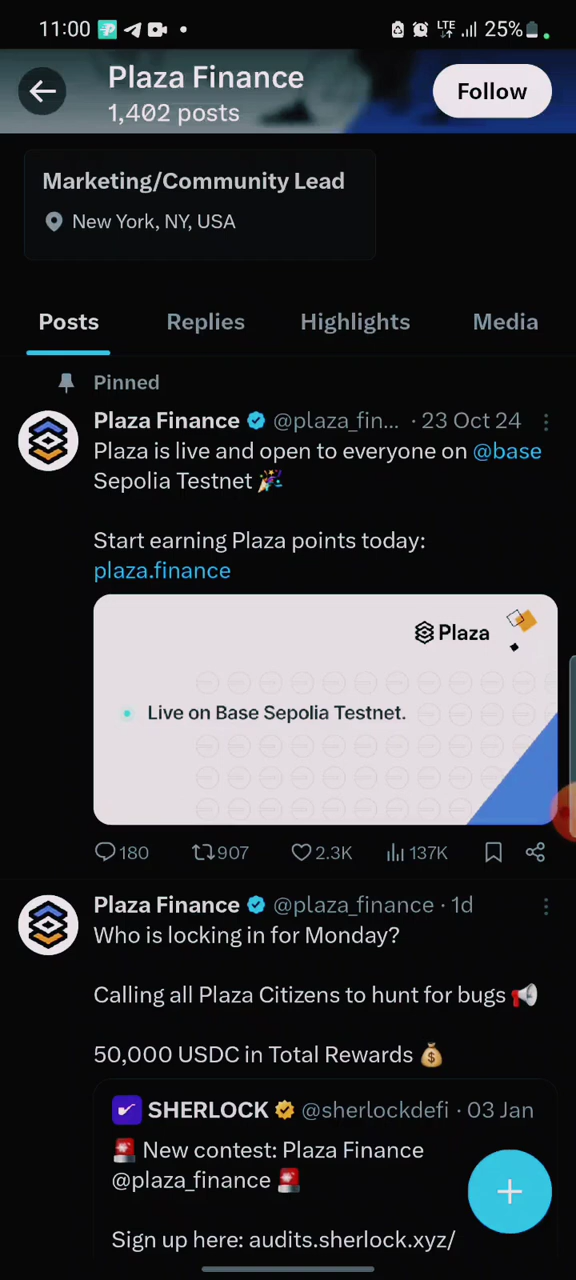 11:00
LTE
25%
Plaza Finance
1,402 posts
Follow
Marketing/Community Lead
New York, NY, USA
Posts
Replies
Highlights
Media
Pinned
Plaza Finance @plaza_fin... · 23 Oct 24
Plaza is live and open to everyone on @base
Sepolia Testnet 🎉
Start earning Plaza points today:
plaza.finance
Plaza
Live on Base Sepolia Testnet.
180
907
2.3K
137K
Plaza Finance @plaza_finance · 1d
Who is locking in for Monday?
Calling all Plaza Citizens to hunt for bugs 📢
50,000 USDC in Total Rewards 💰
SHERLOCK @sherlockdefi · 03 Jan
🚨 New contest: Plaza Finance
@plaza_finance 🚨
Sign up here: audits.sherlock.xyz/